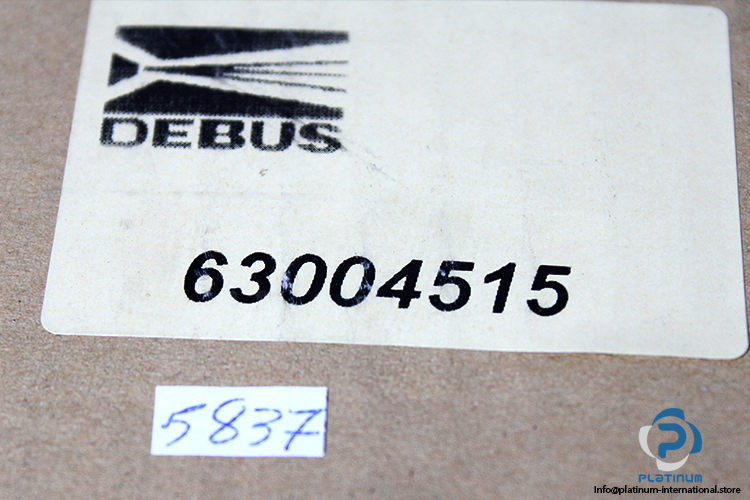 DEBUS
63004515
5837
PLATINUM
Info@platinum-international.store